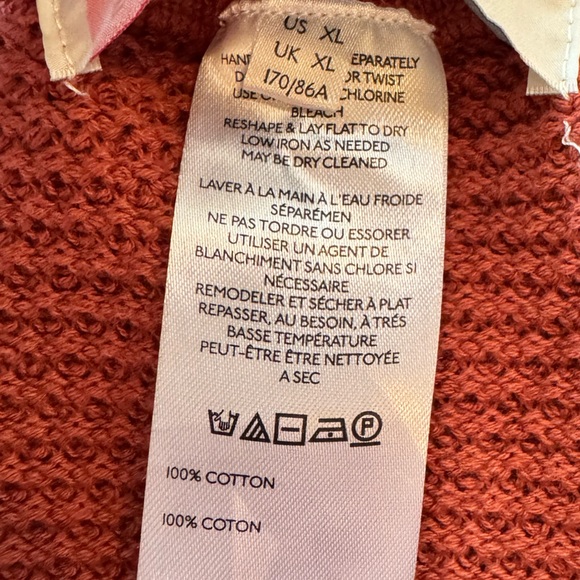 US XL
UK XL
170/86A
HAND EPARATELY
D OR TWIST
USE CHLORINE
BLEACH
RESHAPE & LAY FLAT TO DRY
LOW IRON AS NEEDED
MAY BE DRY CLEANED
LAVER À LA MAIN À L'EAU FROIDE
SÉPARÉMEN
NE PAS TORDRE OU ESSORER
UTILISER UN AGENT DE
BLANCHIMENT SANS CHLORE SI
NÉCESSAIRE
REMODELER ET SÉCHER À PLAT
REPASSER, AU BESOIN, À TRÉS
BASSE TEMPÉRATURE
PEUT-ÊTRE ÊTRE NETTOYÉE
A SEC
P
100% COTTON
100% COTON